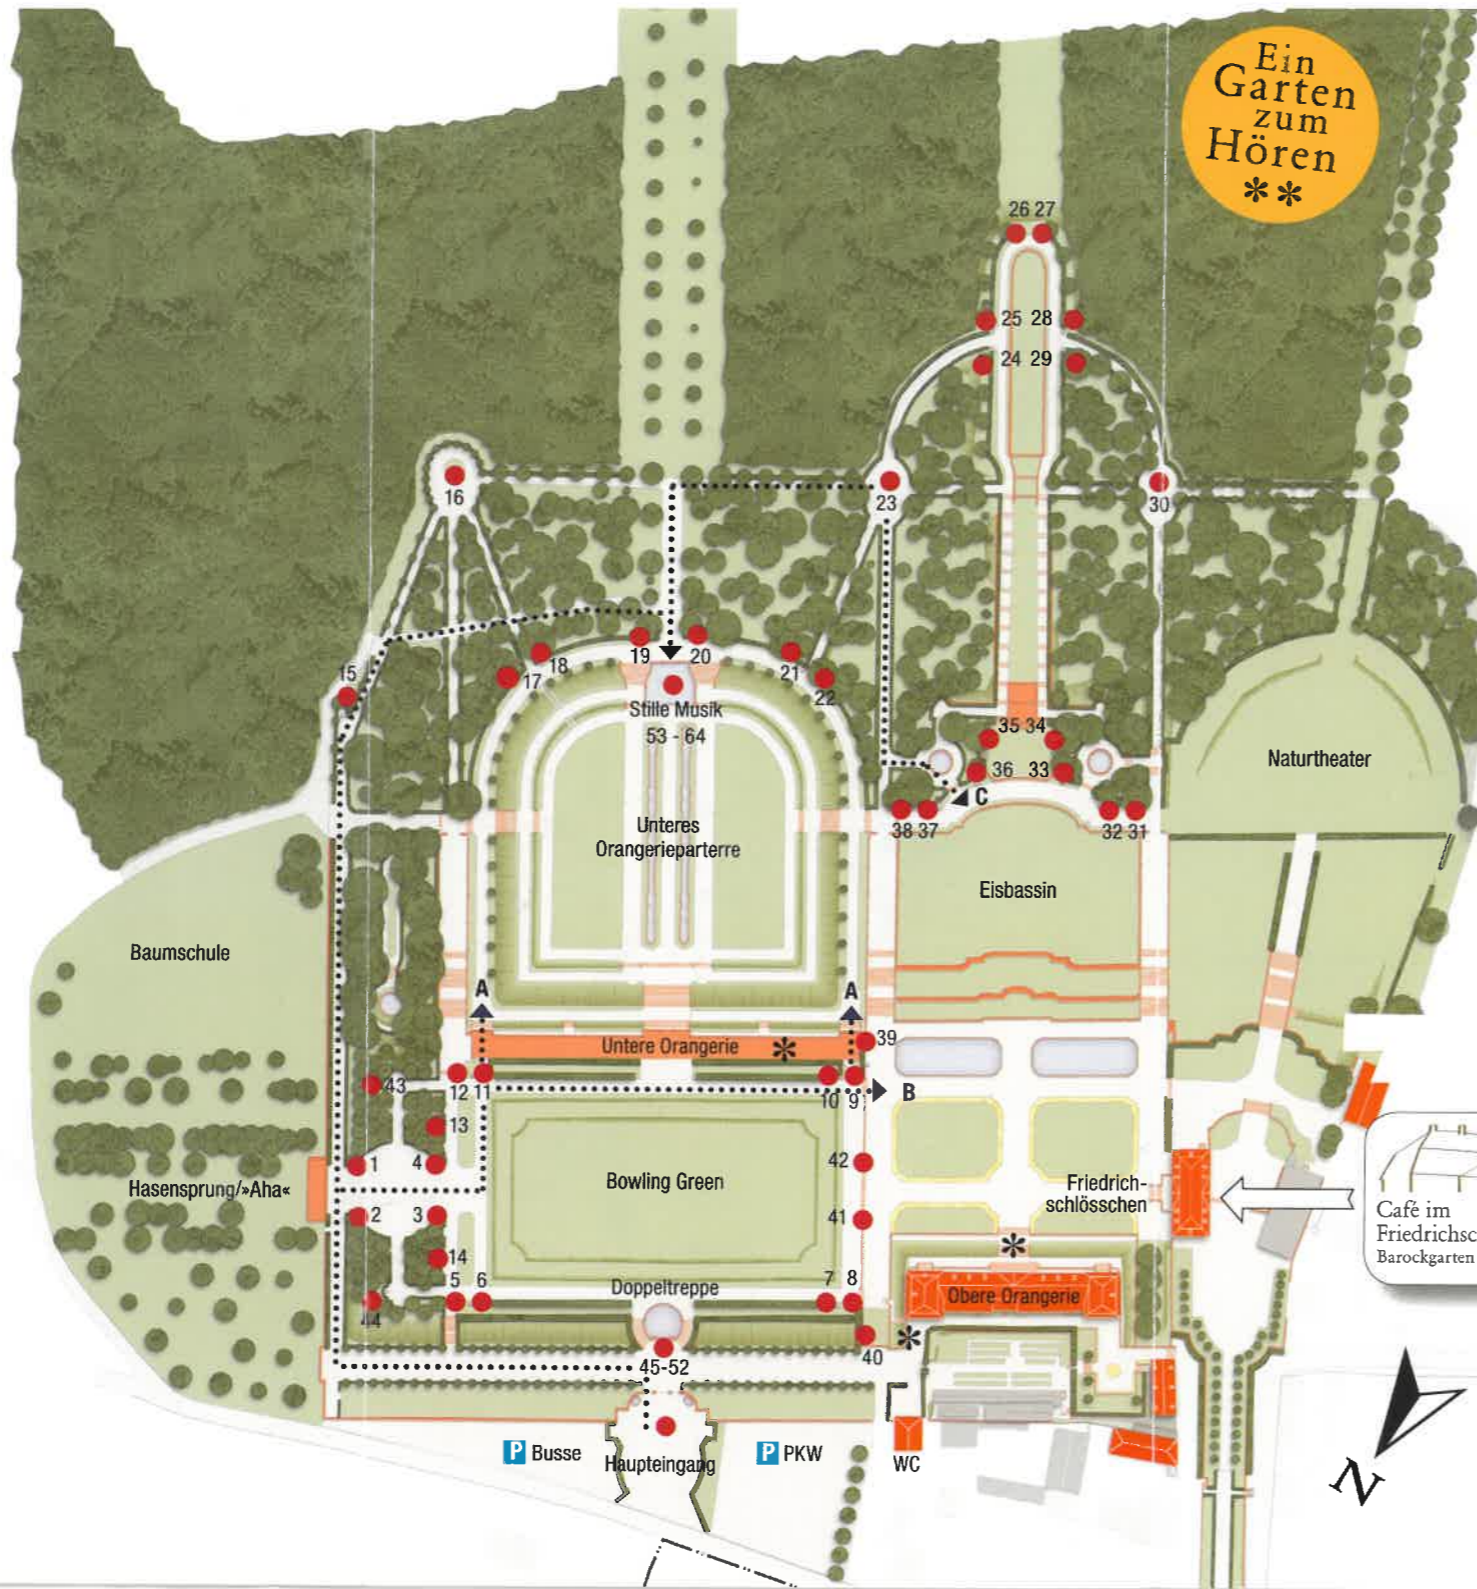 Ein
Garten
zum
Hören
**
26 27
25 28
24 29
16
23
30
15
18
19
20
17
21
22
Stille Musik
53 - 64
35 34
36 33
C
38 37
32 31
Naturtheater
Unteres
Orangerieparterre
Eisbassin
Baumschule
A
A
39
Untere Orangerie *
43
12 11
10 9
B
13
1 4
42
Hasensprung/»Aha«
Bowling Green
Friedrich-
schlösschen
2 3
41
14
5 6
7 8
Doppeltreppe
*
Obere Orangerie
44
*
40
45-52
Café im
Friedrichsc
Barockgarten
P Busse
Haupteingang
P PKW
WC
N